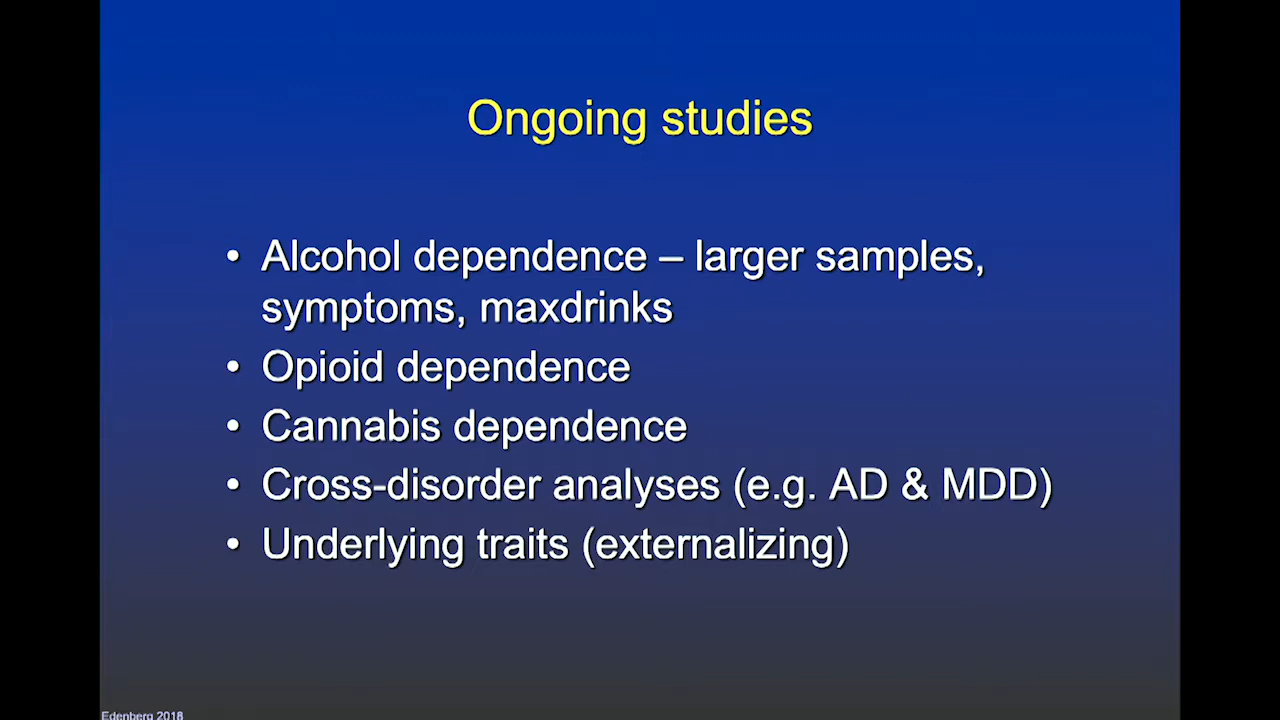 Ongoing studies
• Alcohol dependence – larger samples,
symptoms, maxdrinks
• Opioid dependence
• Cannabis dependence
• Cross-disorder analyses (e.g. AD & MDD)
• Underlying traits (externalizing)
Edenberg 2018